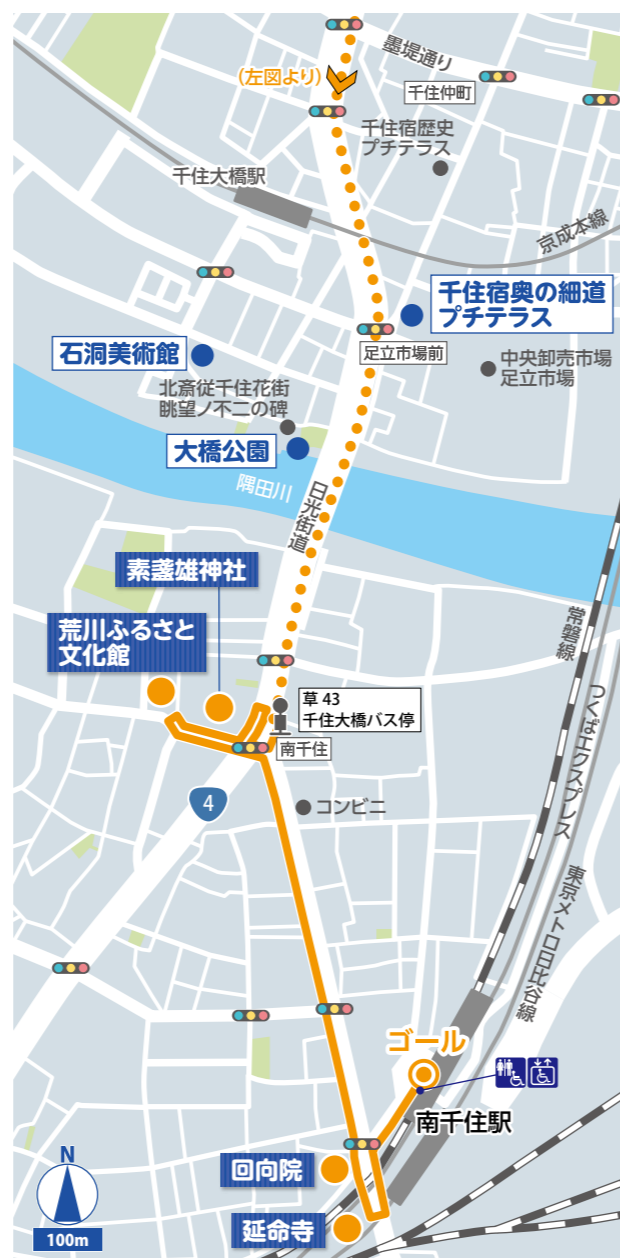 墨堤通り
(左図より)
千住仲町
千住宿歴史
プチテラス
千住大橋駅
京成本線
千住宿奥の細道
プチテラス
石洞美術館
足立市場前
中央卸売市場
足立市場
北斎従千住花街
眺望ノ不二の碑
大橋公園
隅田川
日光街道
素盞雄神社
常磐線
荒川ふるさと
文化館
つくばエクスプレス
草43
千住大橋バス停
南千住
4
コンビニ
東京メトロ日比谷線
ゴール
南千住駅
回向院
延命寺
N
100m